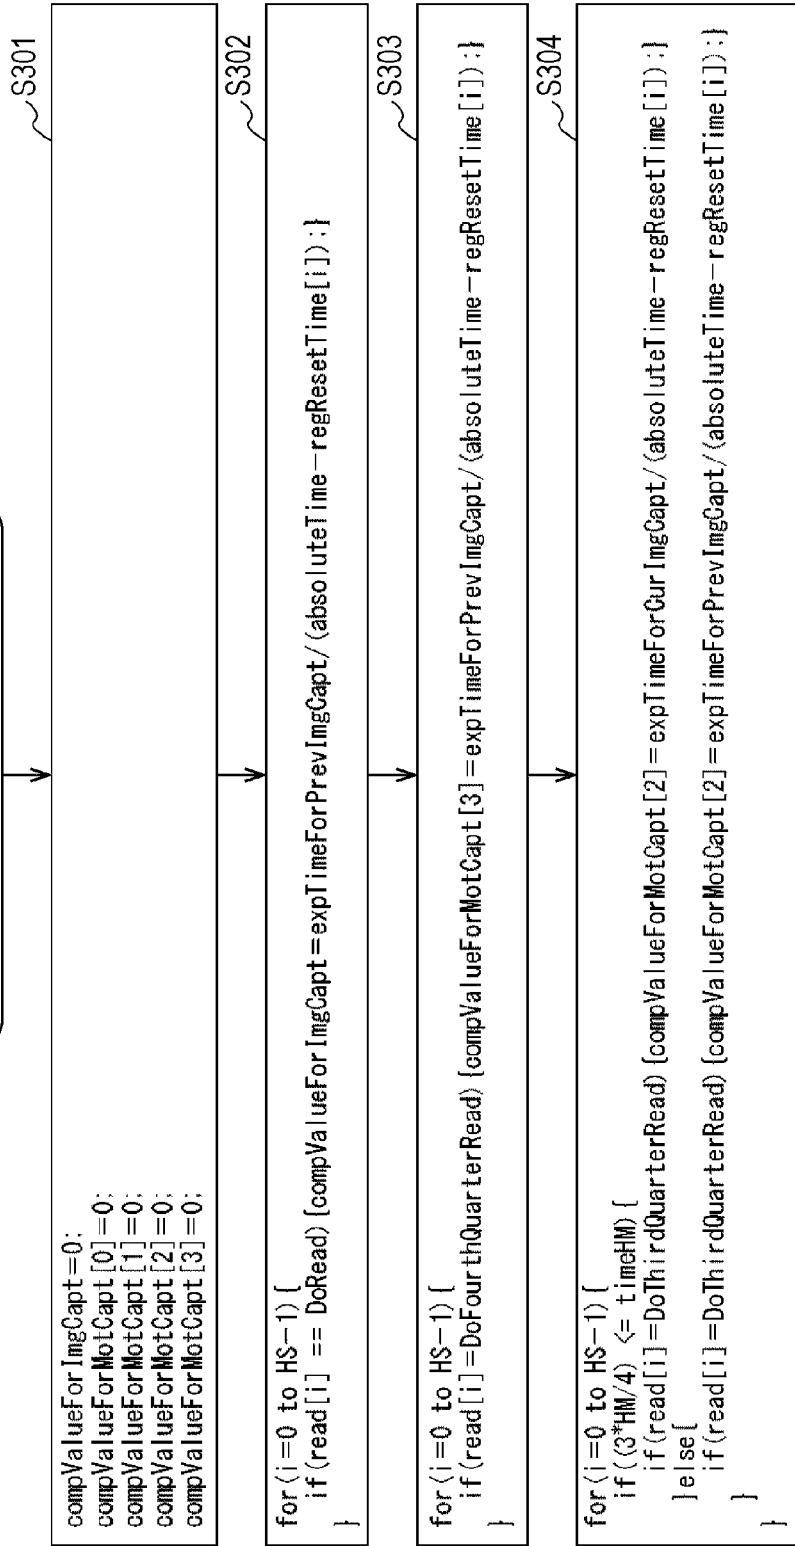 S301
compValueForImgCapt=0;
compValueForMotCapt[0]=0;
compValueForMotCapt[1]=0;
compValueForMotCapt[2]=0;
compValueForMotCapt[3]=0;
S302
for(i=0 to HS-1){
if(read[i] == DoRead){compValueForImgCapt=expTimeForPrevImgCapt/(absoluteTime-regResetTime[i]);}
}
S303
for(i=0 to HS-1){
if(read[i]=DoFourthQuarterRead){compValueForMotCapt[3]=expTimeForPrevImgCapt/(absoluteTime-regResetTime[i]);}
}
S304
for(i=0 to HS-1){
if((3*HM/4) <= timeHM){
if(read[i]=DoThirdQuarterRead){compValueForMotCapt[2]=expTimeForCurImgCapt/(absoluteTime-regResetTime[i]);}
}else{
if(read[i]=DoThirdQuarterRead){compValueForMotCapt[2]=expTimeForPrevImgCapt/(absoluteTime-regResetTime[i]);}
}
}